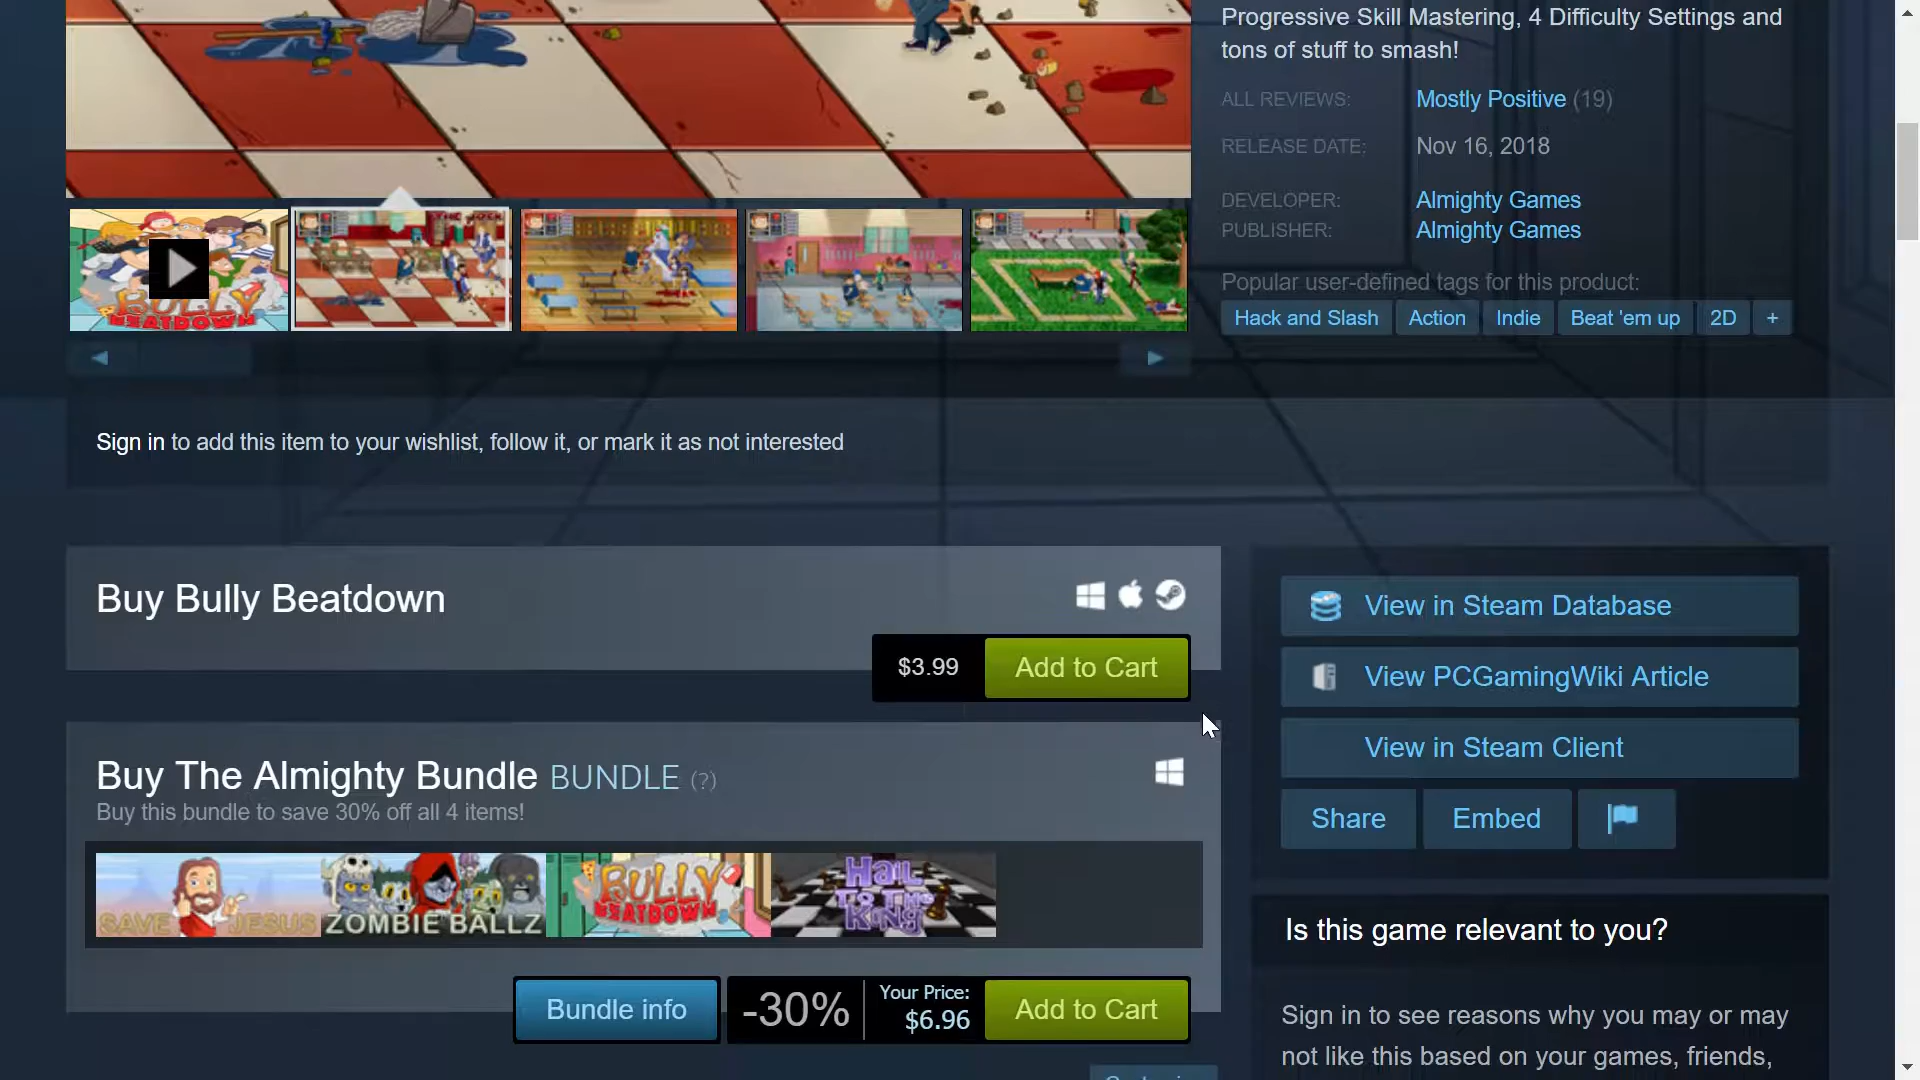 Progressive Skill Mastering, 4 Difficulty Settings and
tons of stuff to smash!
ALL REVIEWS: Mostly Positive (19)
RELEASE DATE: Nov 16, 2018
DEVELOPER: Almighty Games
PUBLISHER: Almighty Games
Popular user-defined tags for this product:
Hack and Slash Action Indie Beat 'em up 2D +
BULLY
BEATDOWN
THE JOCK
Sign in to add this item to your wishlist, follow it, or mark it as not interested
Buy Bully Beatdown
$3.99 Add to Cart
Buy The Almighty Bundle BUNDLE (?)
Buy this bundle to save 30% off all 4 items!
SAVE JESUS
ZOMBIE BALLZ
BULLY
BEATDOWN
HAIL
TO THE
KING
Bundle info -30% Your Price:
$6.96 Add to Cart
View in Steam Database
View PCGamingWiki Article
View in Steam Client
Share Embed
Is this game relevant to you?
Sign in to see reasons why you may or may
not like this based on your games, friends,